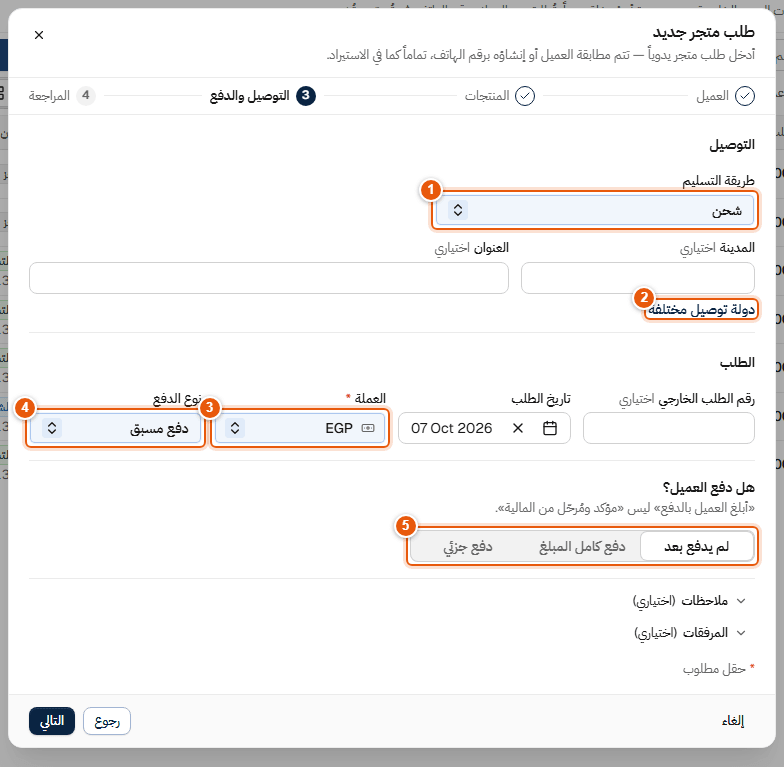 طلب متجر جديد
أدخل طلب متجر يدوياً — تتم مطابقة العميل أو إنشاؤه برقم الهاتف، تماماً كما في الاستيراد.
العميل
المنتجات
3 التوصيل والدفع
4 المراجعة
التوصيل
طريقة التسليم
1
شحن
المدينة اختياري
العنوان اختياري
2
دولة توصيل مختلفة
الطلب
رقم الطلب الخارجي اختياري
تاريخ الطلب
العملة *
نوع الدفع
3
4
07 Oct 2026
EGP
دفع مسبق
هل دفع العميل؟
«أبلغ العميل بالدفع» ليس «مؤكد ومُرحّل من المالية».
5
لم يدفع بعد
دفع كامل المبلغ
دفع جزئي
ملاحظات (اختياري)
المرفقات (اختياري)
* حقل مطلوب
إلغاء
رجوع
التالي